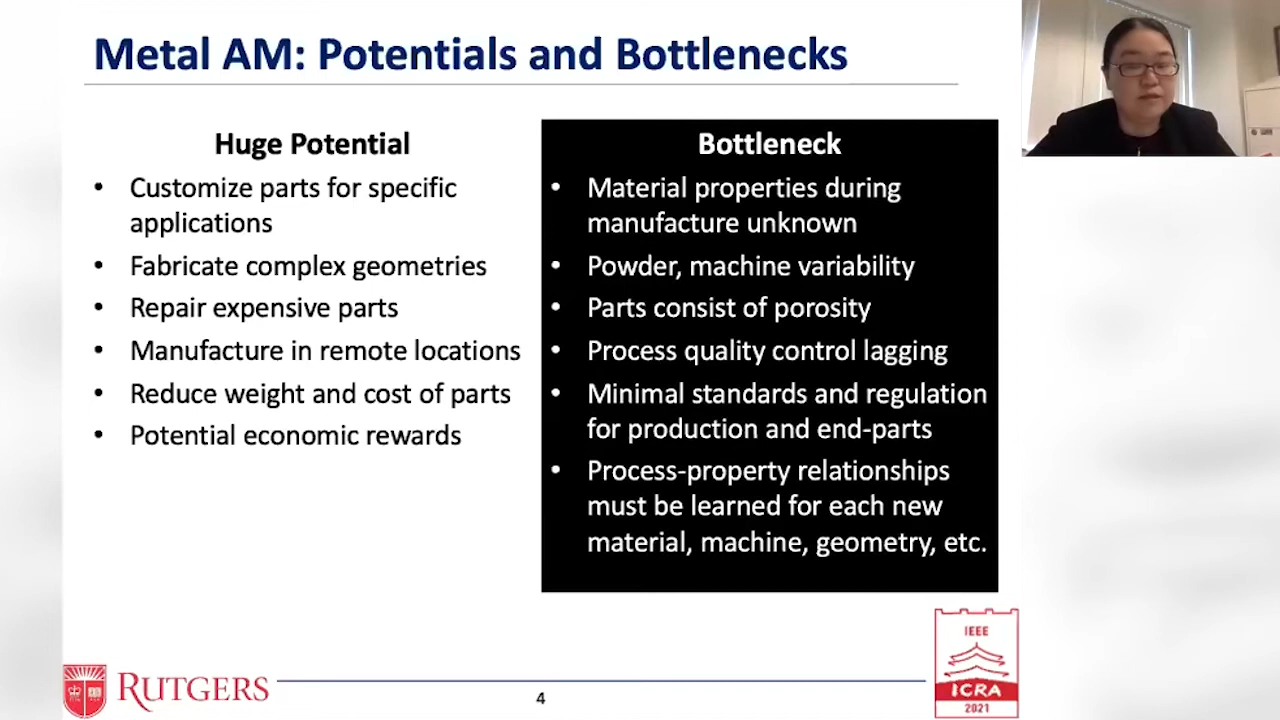 Metal AM: Potentials and Bottlenecks
Huge Potential
• Customize parts for specific
applications
• Fabricate complex geometries
• Repair expensive parts
• Manufacture in remote locations
• Reduce weight and cost of parts
• Potential economic rewards
Bottleneck
• Material properties during
manufacture unknown
• Powder, machine variability
• Parts consist of porosity
• Process quality control lagging
• Minimal standards and regulation
for production and end-parts
• Process-property relationships
must be learned for each new
material, machine, geometry, etc.
RUTGERS
4
IEEE
ICRA
2021